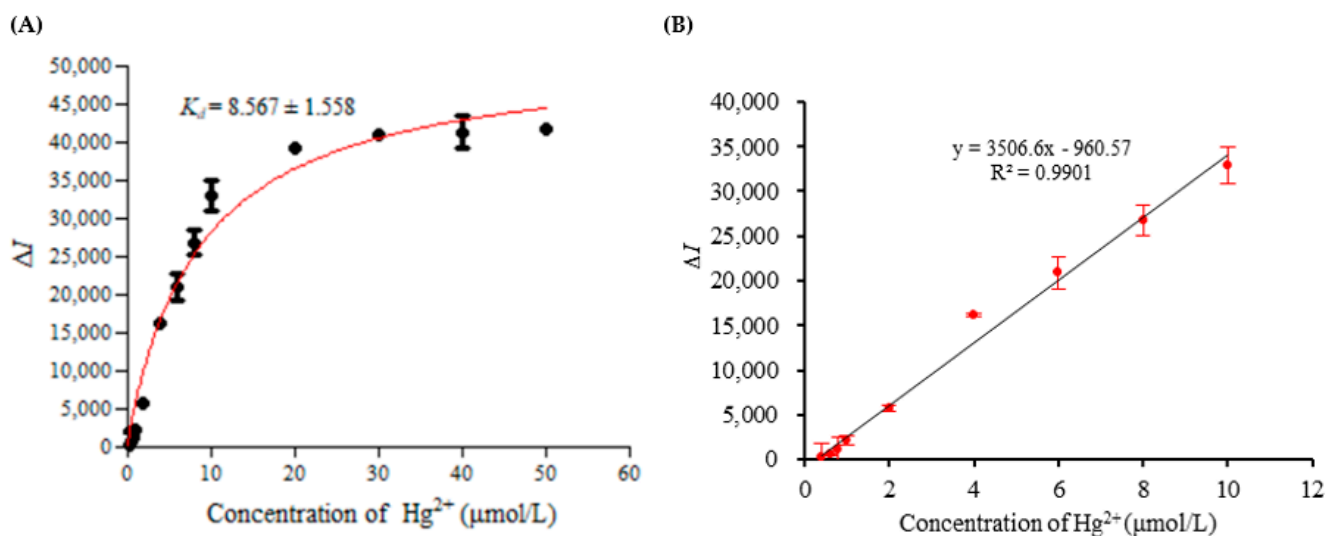 (A)
50,000
45,000
40,000
35,000
30,000
25,000
20,000
15,000
10,000
5,000
0
ΔI
K_d = 8.567 ± 1.558
0 10 20 30 40 50 60
Concentration of Hg²⁺ (μmol/L)
(B)
40,000
35,000
30,000
25,000
20,000
15,000
10,000
5,000
0
ΔI
y = 3506.6x - 960.57
R² = 0.9901
0 2 4 6 8 10 12
Concentration of Hg²⁺ (μmol/L)